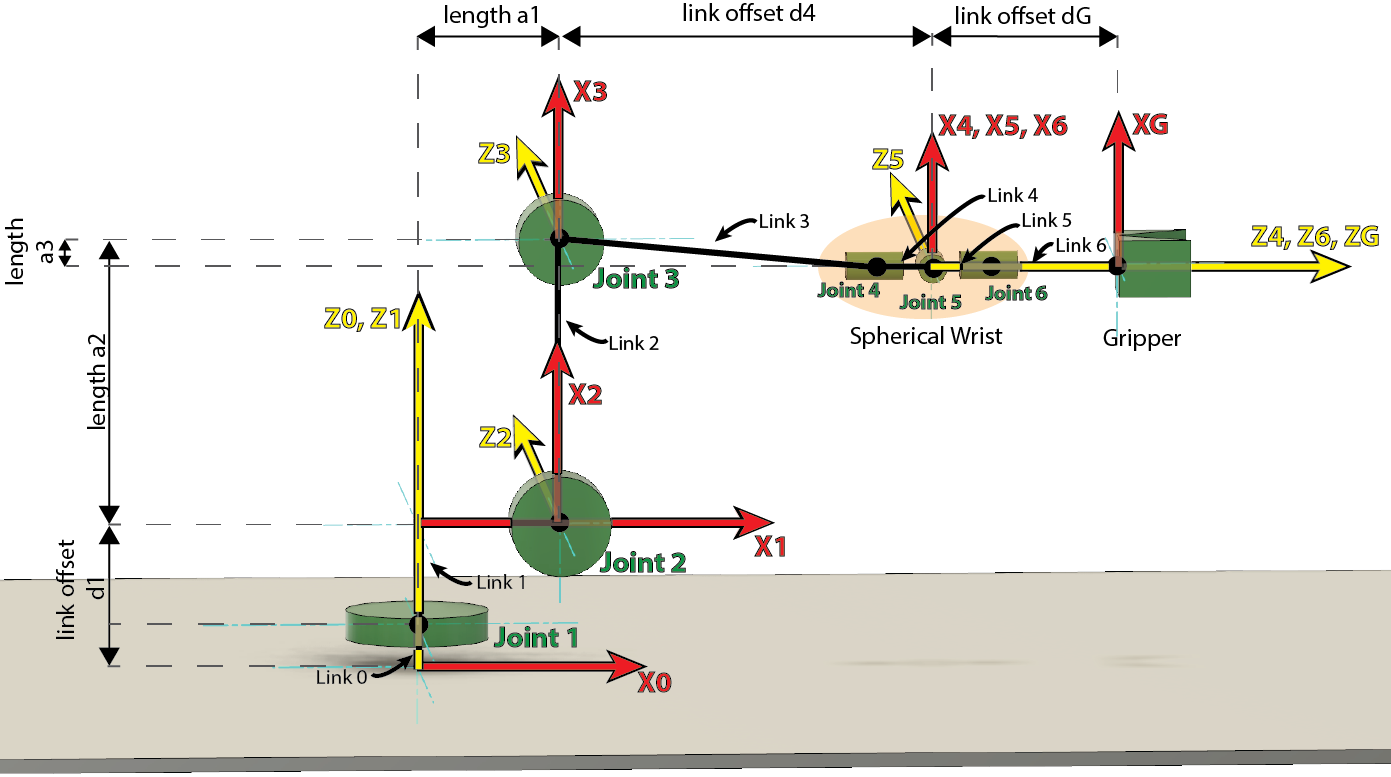 length a1
link offset d4
link offset dG
X3
X4, X5, X6
XG
Z3
Z5
Link 4
Link 3
Link 5
Link 6
Z4, Z6, ZG
length
a3
Joint 3
Joint 4
Joint 5
Joint 6
Z0, Z1
Spherical Wrist
Gripper
Link 2
length a2
X2
Z2
X1
Joint 2
link offset
d1
Link 1
Joint 1
Link 0
X0